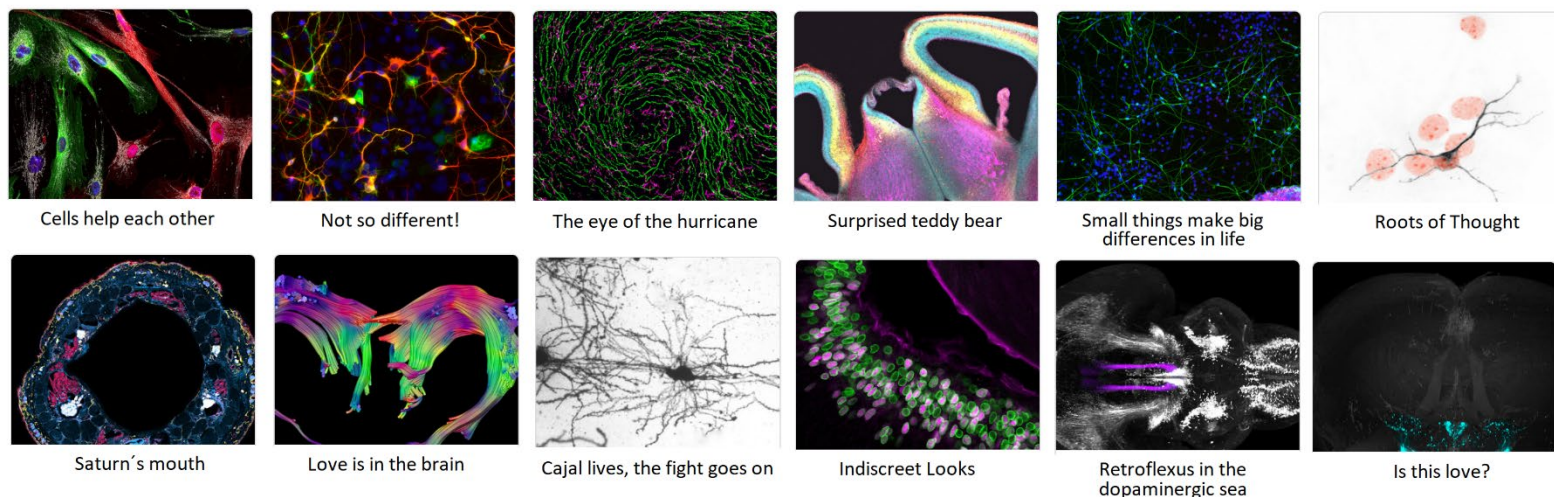 Cells help each other
Not so different!
The eye of the hurricane
Surprised teddy bear
Small things make big
differences in life
Roots of Thought
Saturn´s mouth
Love is in the brain
Cajal lives, the fight goes on
Indiscreet Looks
Retroflexus in the
dopaminergic sea
Is this love?